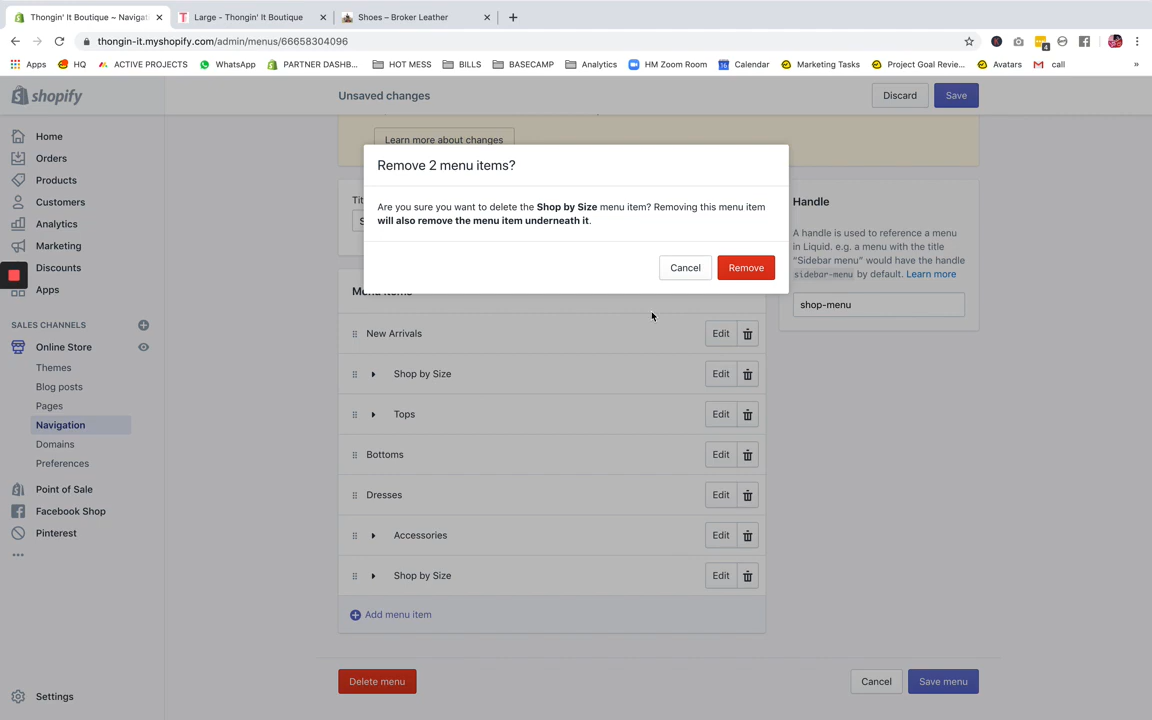 Thongin' It Boutique ~ Navigati
Large - Thongin' It Boutique
Shoes – Broker Leather
thongin-it.myshopify.com/admin/menus/66658304096
Apps
HQ
ACTIVE PROJECTS
WhatsApp
PARTNER DASHB...
HOT MESS
BILLS
BASECAMP
Analytics
HM Zoom Room
Calendar
Marketing Tasks
Project Goal Revie...
Avatars
call
»
shopify
Unsaved changes
Discard
Save
Home
Orders
Products
Customers
Analytics
Marketing
Discounts
Apps
SALES CHANNELS
Online Store
Themes
Blog posts
Pages
Navigation
Domains
Preferences
Point of Sale
Facebook Shop
Pinterest
Settings
Learn more about changes
Remove 2 menu items?
Are you sure you want to delete the Shop by Size menu item? Removing this menu item
will also remove the menu item underneath it.
Cancel
Remove
Menu items
New Arrivals
Edit
Shop by Size
Edit
Tops
Edit
Bottoms
Edit
Dresses
Edit
Accessories
Edit
Shop by Size
Edit
Add menu item
Handle
A handle is used to reference a menu
in Liquid. e.g. a menu with the title
“Sidebar menu” would have the handle
sidebar-menu by default. Learn more
shop-menu
Delete menu
Cancel
Save menu